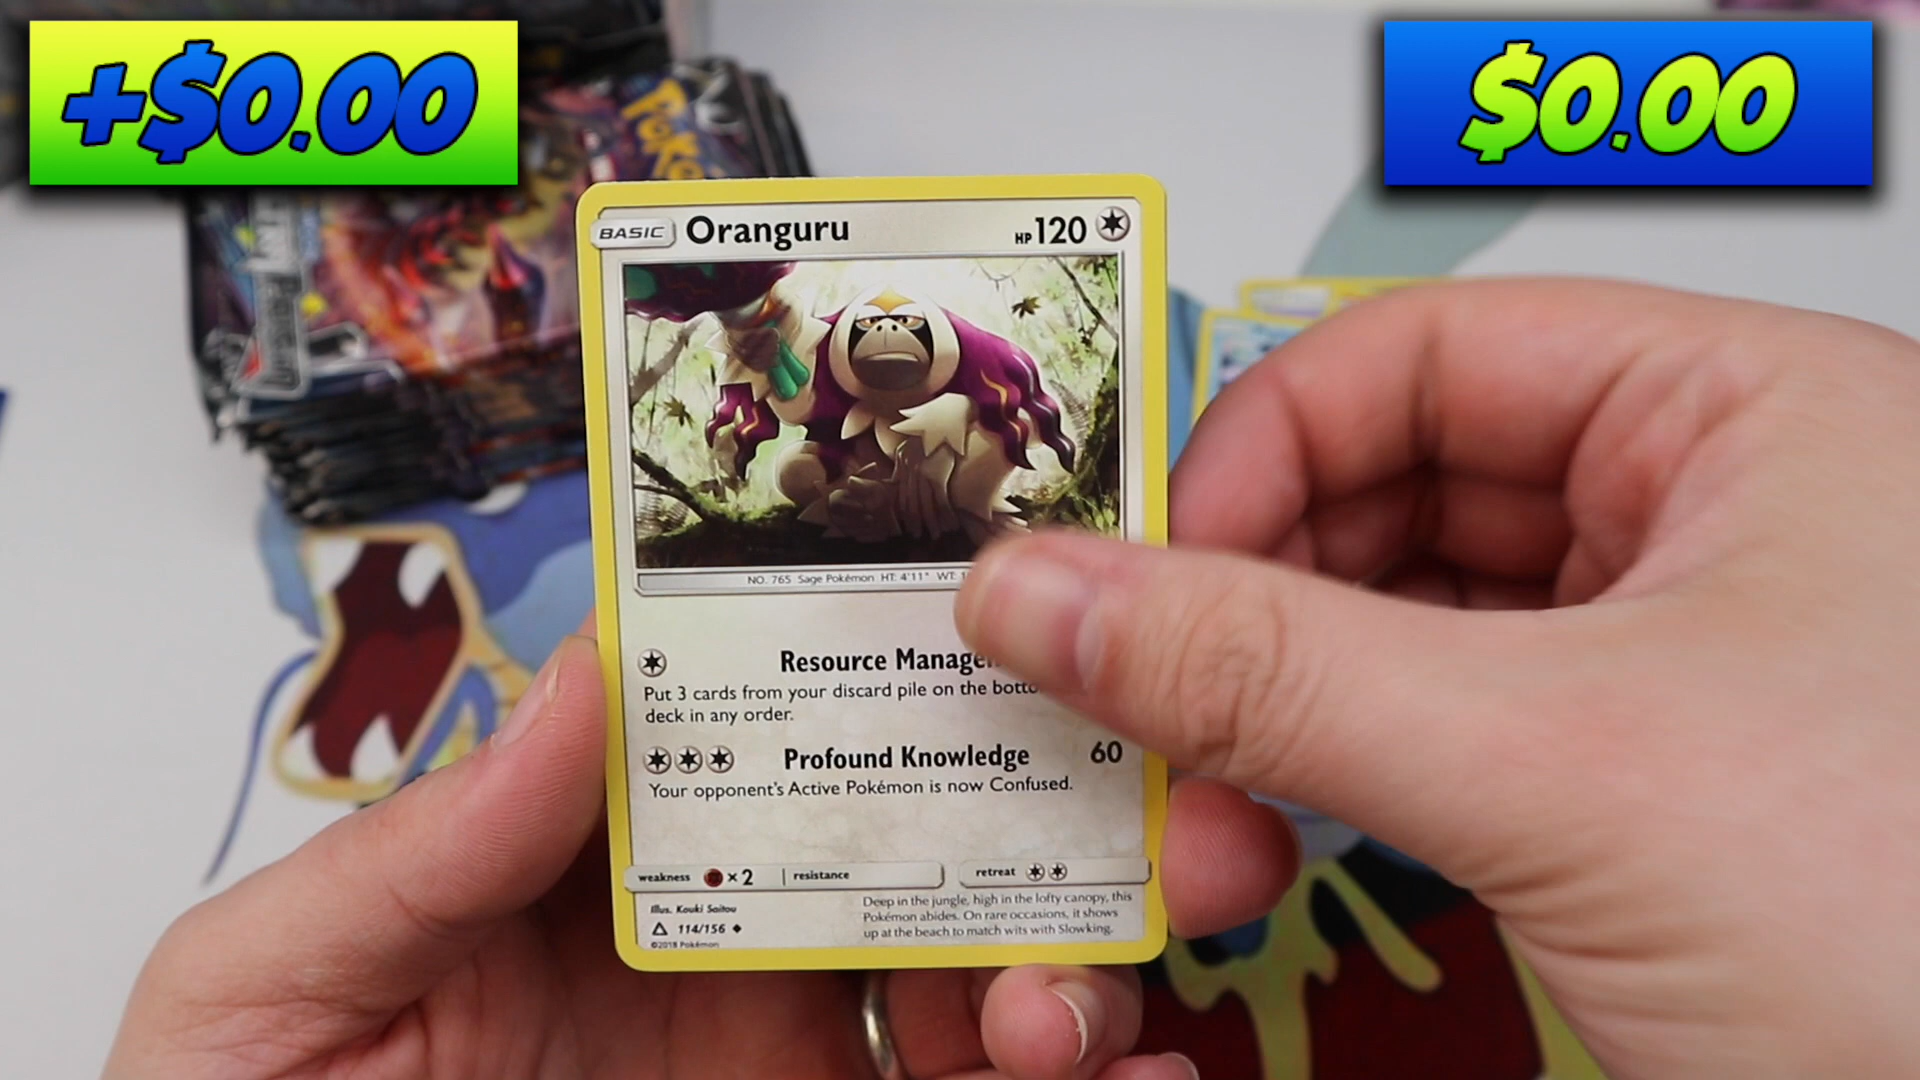 +$0.00
$0.00
BASIC Oranguru HP 120
NO. 765 Sage Pokémon HT: 4'11" WT:
Resource
Put 3 cards from your discard pile on the
deck in any order.
Profound Knowledge 60
Your opponent's Active Pokémon is now Confused.
weakness ×2 resistance retreat
Illus. Kouki Saitou
114/156
©2018 Pokémon
Deep in the jungle, high in the lofty canopy, this
Pokémon abides. On rare occasions, it shows
up at the beach to match wits with Slowking.